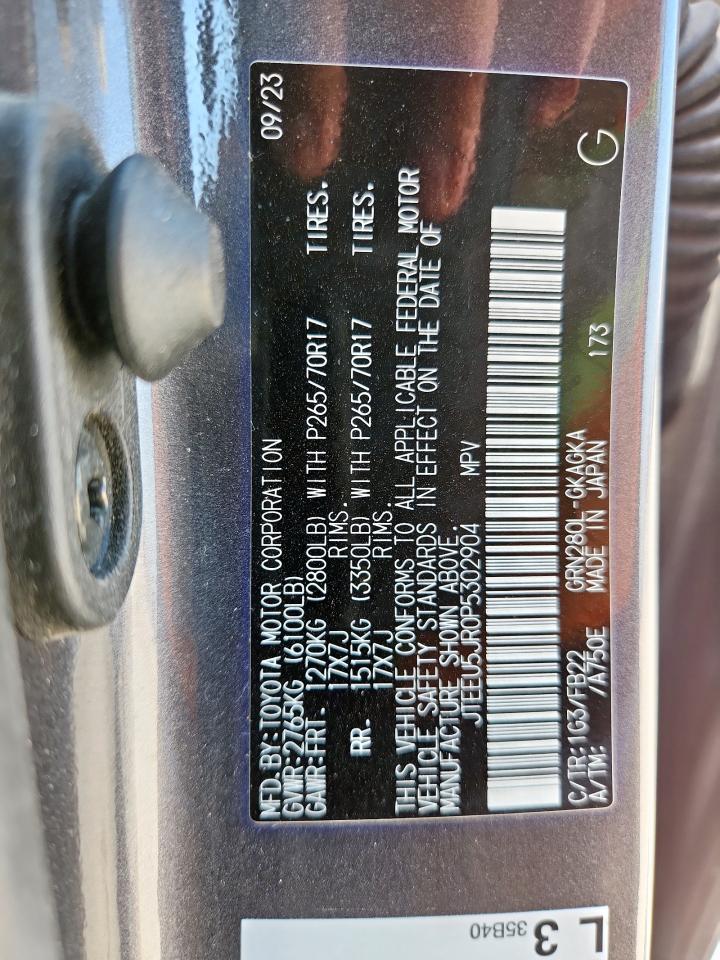 MFD.BY:TOYOTA MOTOR CORPORATION 09/23
GVWR:2765KG (6100LB)
GAWR:FRT. 1270KG (2800LB) WITH P265/70R17 TIRES.
17X7J RIMS.
RR. 1515KG (3350LB) WITH P265/70R17 TIRES.
17X7J RIMS.
THIS VEHICLE CONFORMS TO ALL APPLICABLE FEDERAL MOTOR
VEHICLE SAFETY STANDARDS IN EFFECT ON THE DATE OF
MANUFACTURE SHOWN ABOVE.
JTEEU5JR0P5302904 MPV
C/TR:1G3/FB22 GRN280L-GKAGKA 173 G
A/TM: /A750E MADE IN JAPAN
L 3
35B40